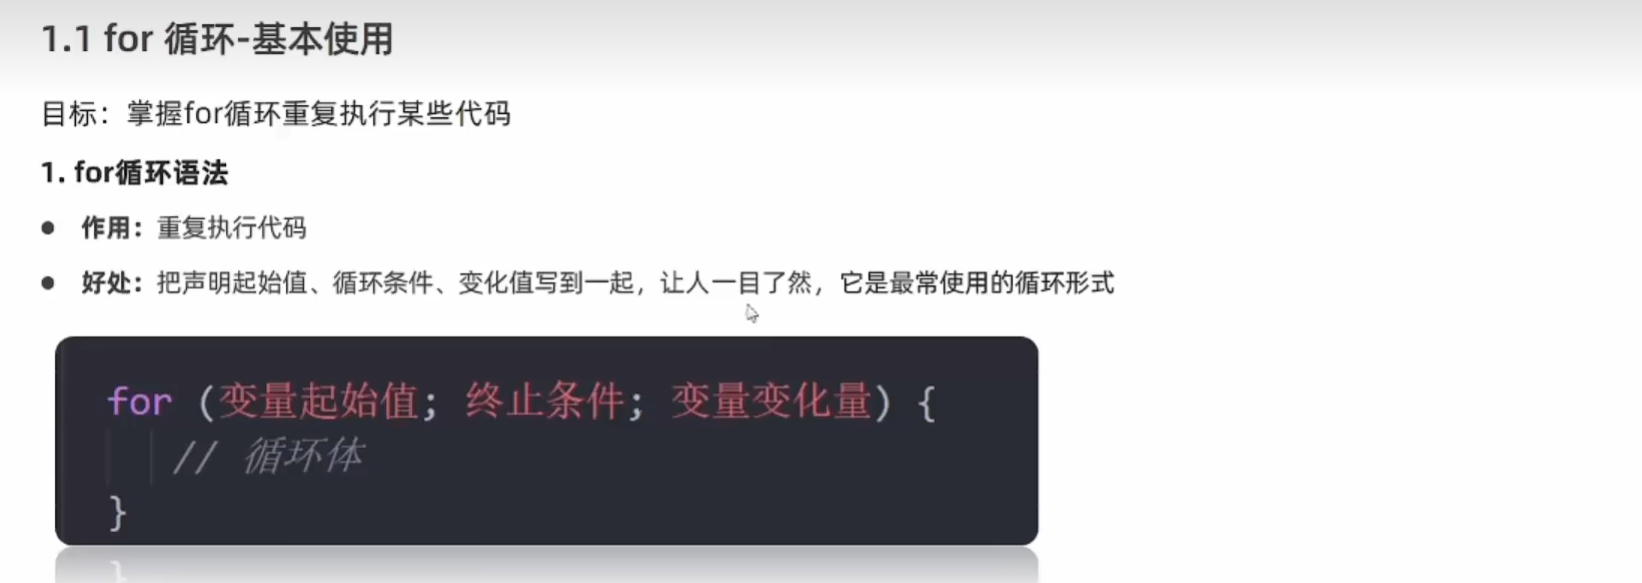 1.1 for 循环-基本使用
目标：掌握for循环重复执行某些代码
1. for循环语法
● 作用：重复执行代码
● 好处：把声明起始值、循环条件、变化值写到一起，让人一目了然，它是最常使用的循环形式
for (变量起始值; 终止条件; 变量变化量) {
// 循环体
}